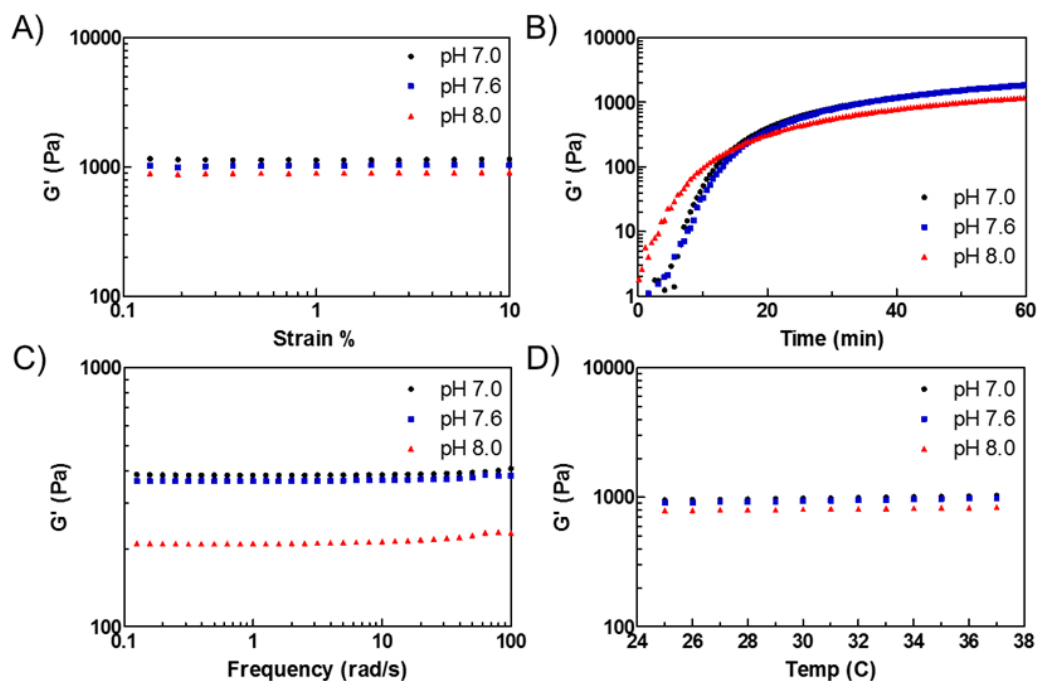 A)
10000
1000
100
G' (Pa)
0.1 1 10
Strain %
pH 7.0
pH 7.6
pH 8.0
B)
10000
1000
100
10
1
G' (Pa)
0 20 40 60
Time (min)
pH 7.0
pH 7.6
pH 8.0
C)
1000
100
G' (Pa)
0.1 1 10 100
Frequency (rad/s)
pH 7.0
pH 7.6
pH 8.0
D)
10000
1000
100
G' (Pa)
24 26 28 30 32 34 36 38
Temp (C)
pH 7.0
pH 7.6
pH 8.0